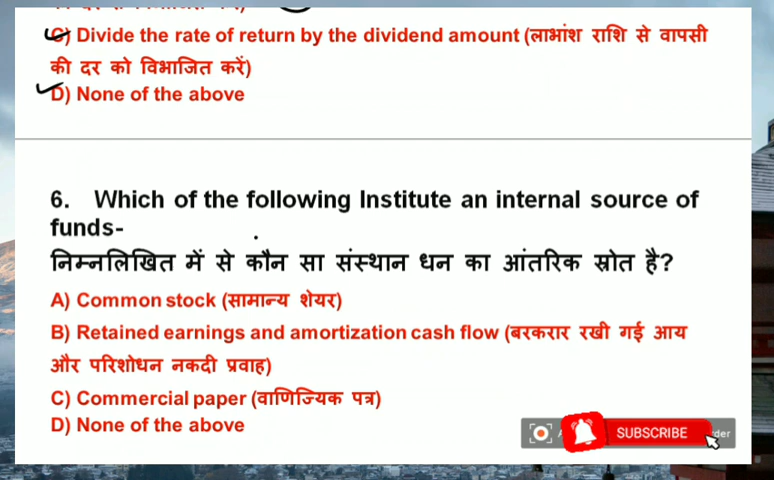 C) Divide the rate of return by the dividend amount (लाभांश राशि से वापसी
की दर को विभाजित करें)
D) None of the above
6. Which of the following Institute an internal source of
funds-
निम्नलिखित में से कौन सा संस्थान धन का आंतरिक स्रोत है?
A) Common stock (सामान्य शेयर)
B) Retained earnings and amortization cash flow (बरकरार रखी गई आय
और परिशोधन नकदी प्रवाह)
C) Commercial paper (वाणिज्यिक पत्र)
D) None of the above
SUBSCRIBE